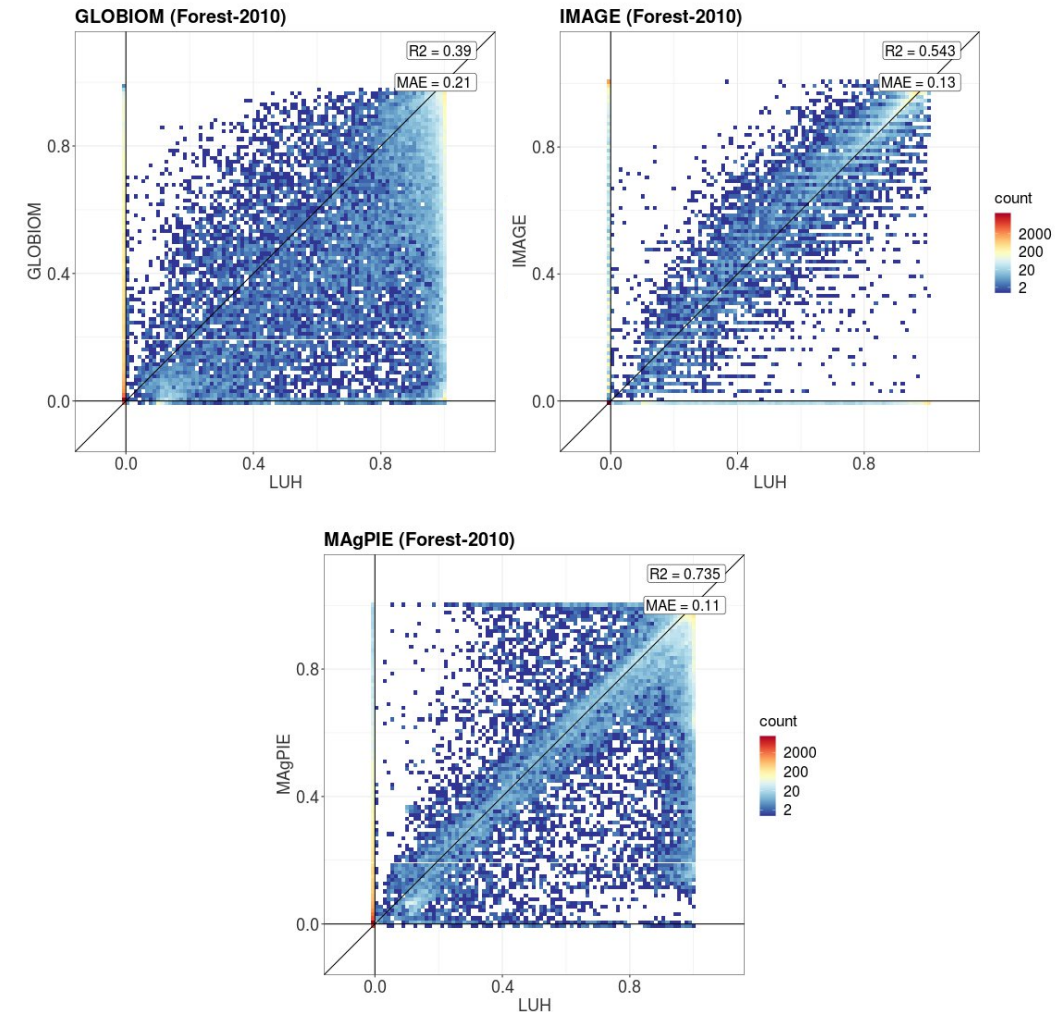 GLOBIOM (Forest-2010)
R2 = 0.39
MAE = 0.21
0.8
0.4
0.0
GLOBIOM
0.0 0.4 0.8
LUH
IMAGE (Forest-2010)
R2 = 0.543
MAE = 0.13
0.8
0.4
0.0
IMAGE
0.0 0.4 0.8
LUH
count
2000
200
20
2
MAgPIE (Forest-2010)
R2 = 0.735
MAE = 0.11
0.8
0.4
0.0
MAgPIE
0.0 0.4 0.8
LUH
count
2000
200
20
2